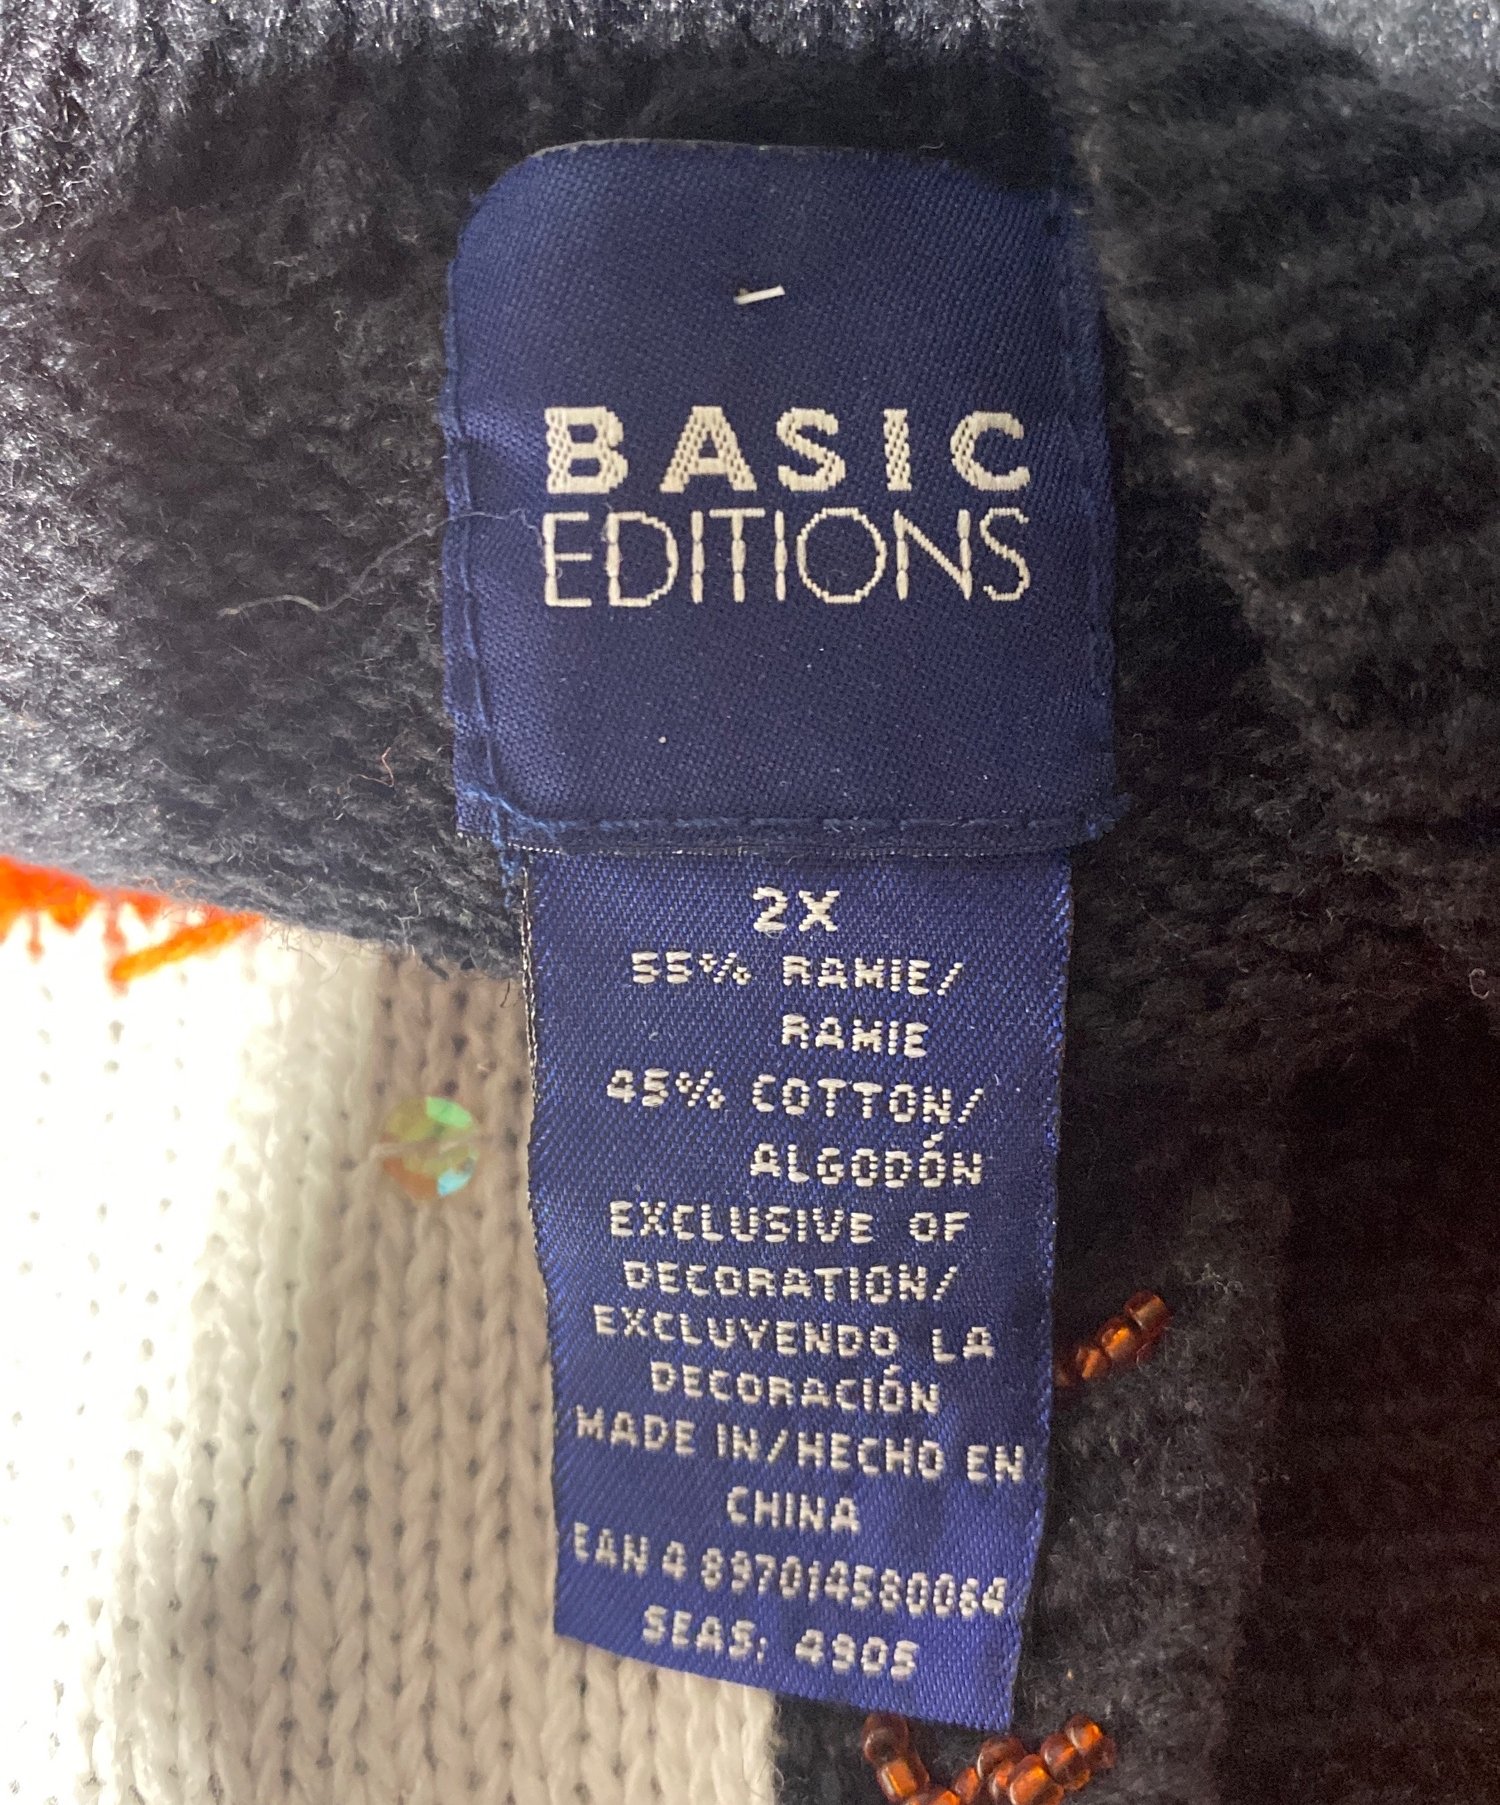 BASIC
EDITIONS
2X
55% RAMIE/
RAMIE
45% COTTON/
ALGODÓN
EXCLUSIVE OF
DECORATION/
EXCLUYENDO LA
DECORACIÓN
MADE IN/HECHO EN
CHINA
EAN 4 897014580064
SEAS: 4905